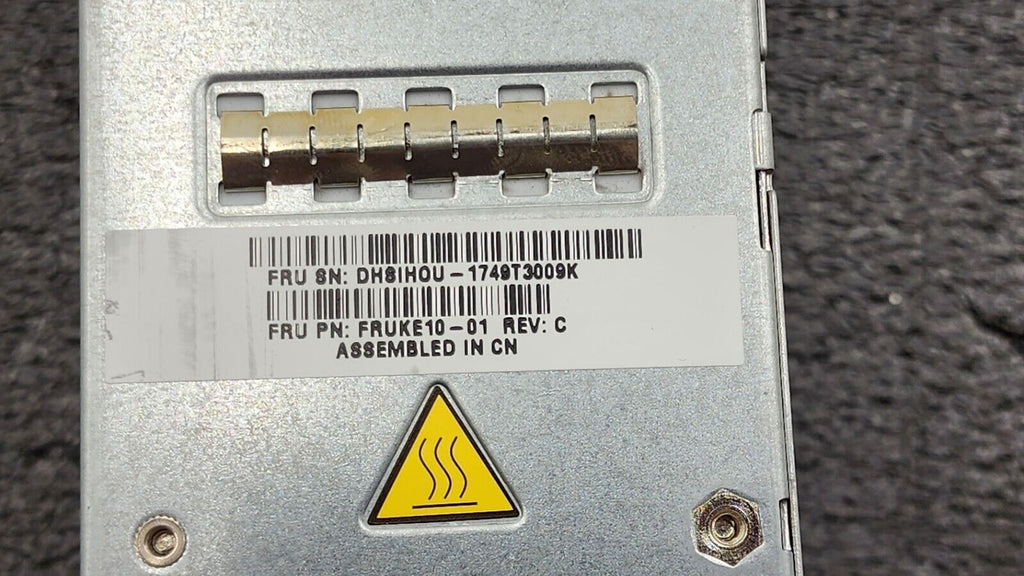 FRU SN: DHSIHOU-1749T3009K
FRU PN: FRUKE10-01 REV: C
ASSEMBLED IN CN